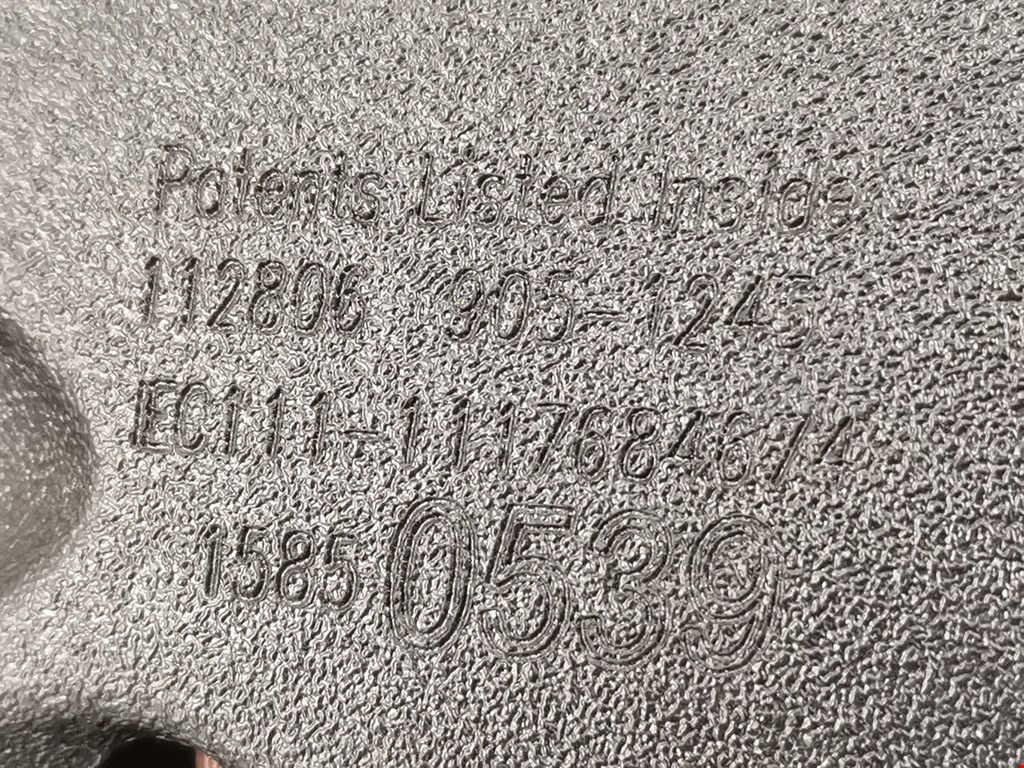 Patents Listed Inside
112806 905-1245
EC111-1117684674
1585 0539